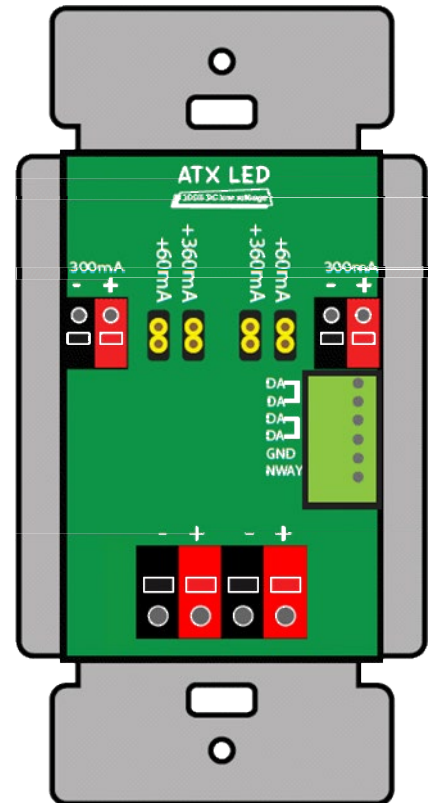 ATX LED
+60mA +360mA +360mA +60mA
300mA 300mA
- + - +
DA
DA
DA
DA
GND
NWAY
- + - +